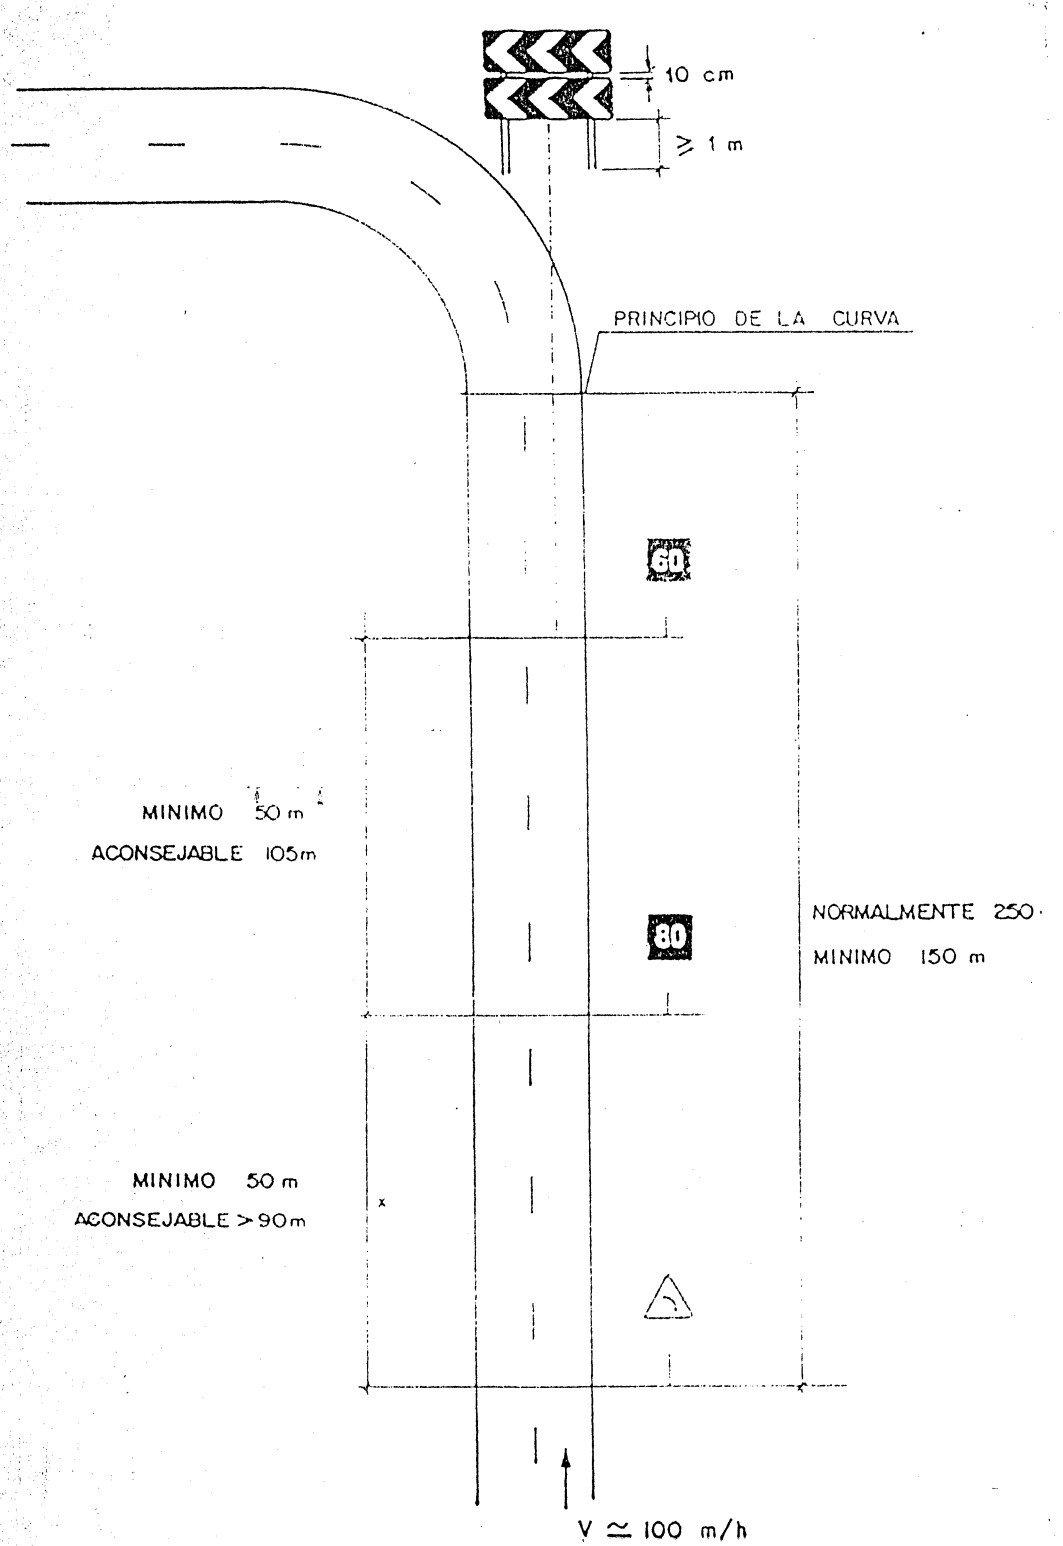 10 cm
≥ 1 m
PRINCIPIO DE LA CURVA
60
MINIMO 50 m
ACONSEJABLE 105m
80
NORMALMENTE 250
MINIMO 150 m
MINIMO 50 m
ACONSEJABLE > 90m
x
V ≃ 100 m/h